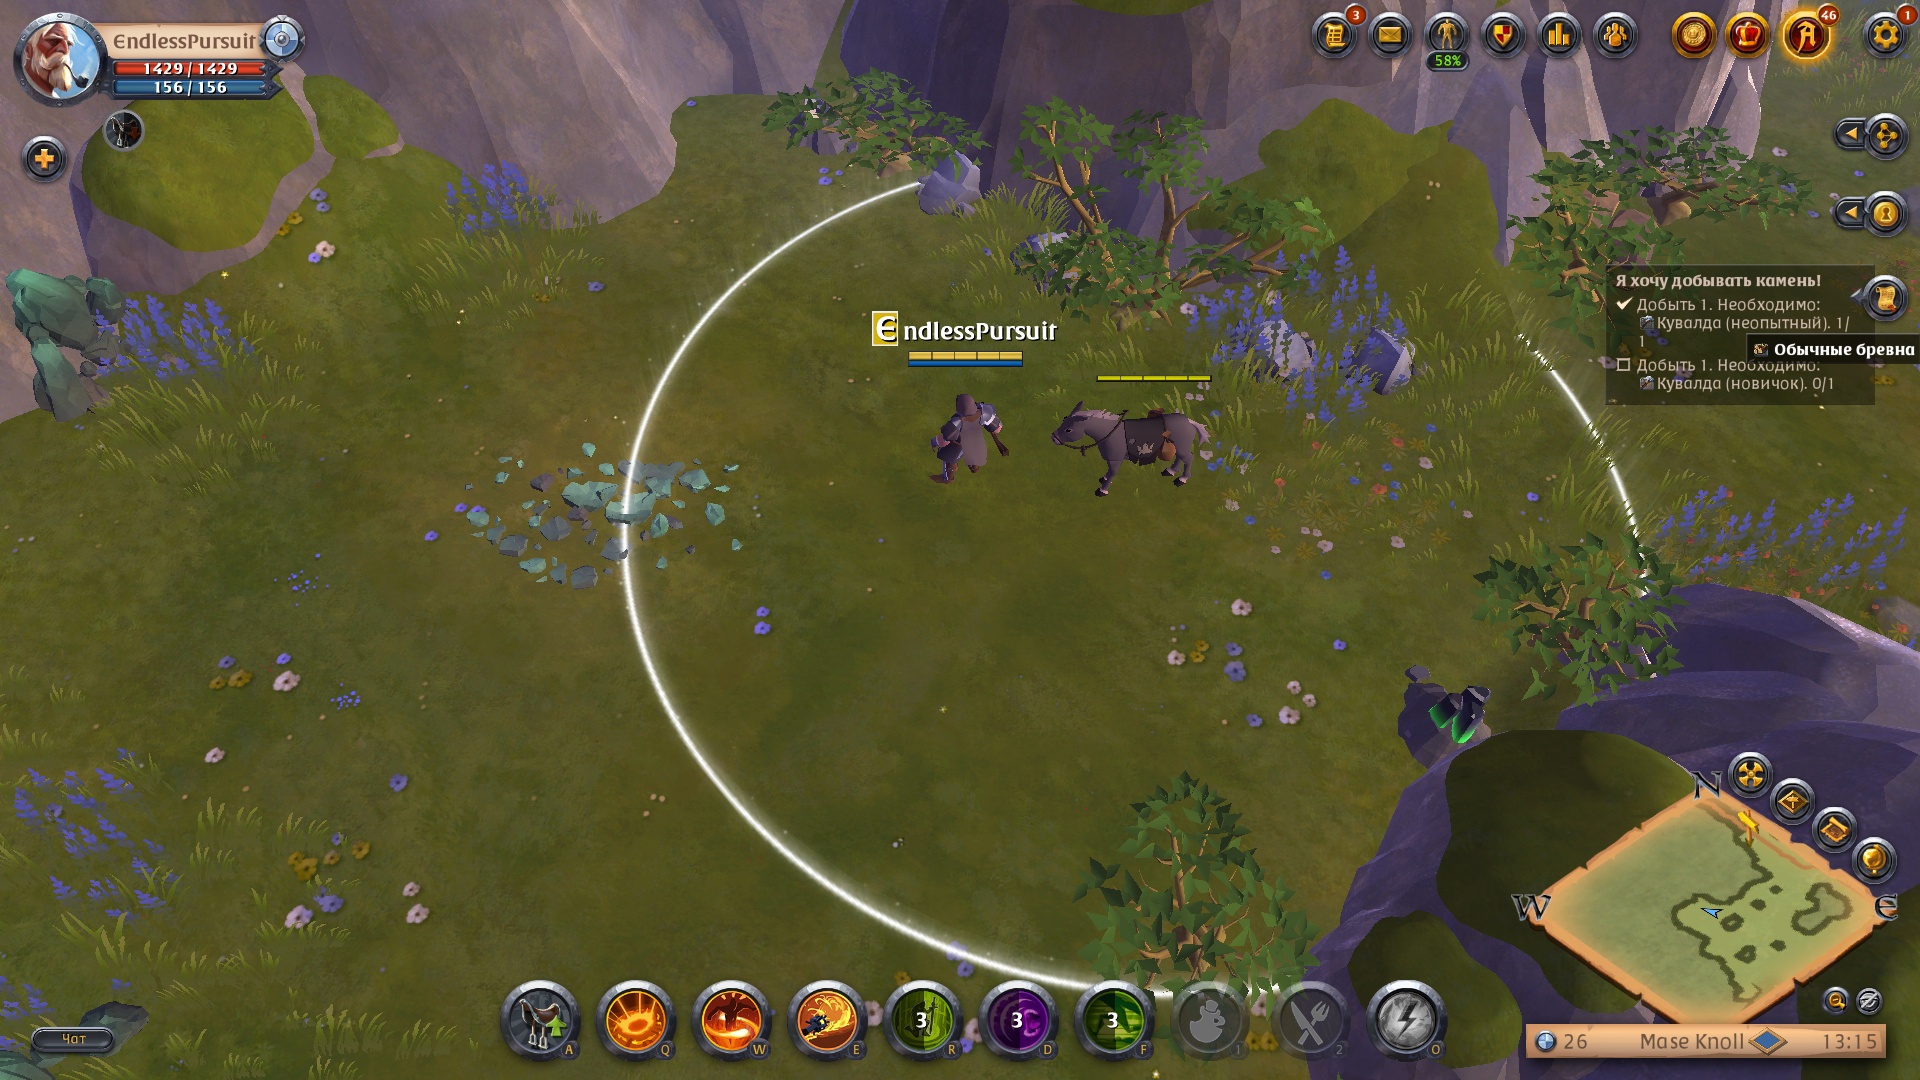 EndlessPursuit
1429 / 1429
156 / 156
3
58%
46
1
EndlessPursuit
Я хочу добывать камень!
Добыть 1. Необходимо:
Кувалда (неопытный). 1/
1
Обычные бревна
Добыть 1. Необходимо:
Кувалда (новичок). 0/1
N
W
E
Чат
A
Q
W
E
3
R
3
D
3
F
1
2
O
26
Mase Knoll
13:15